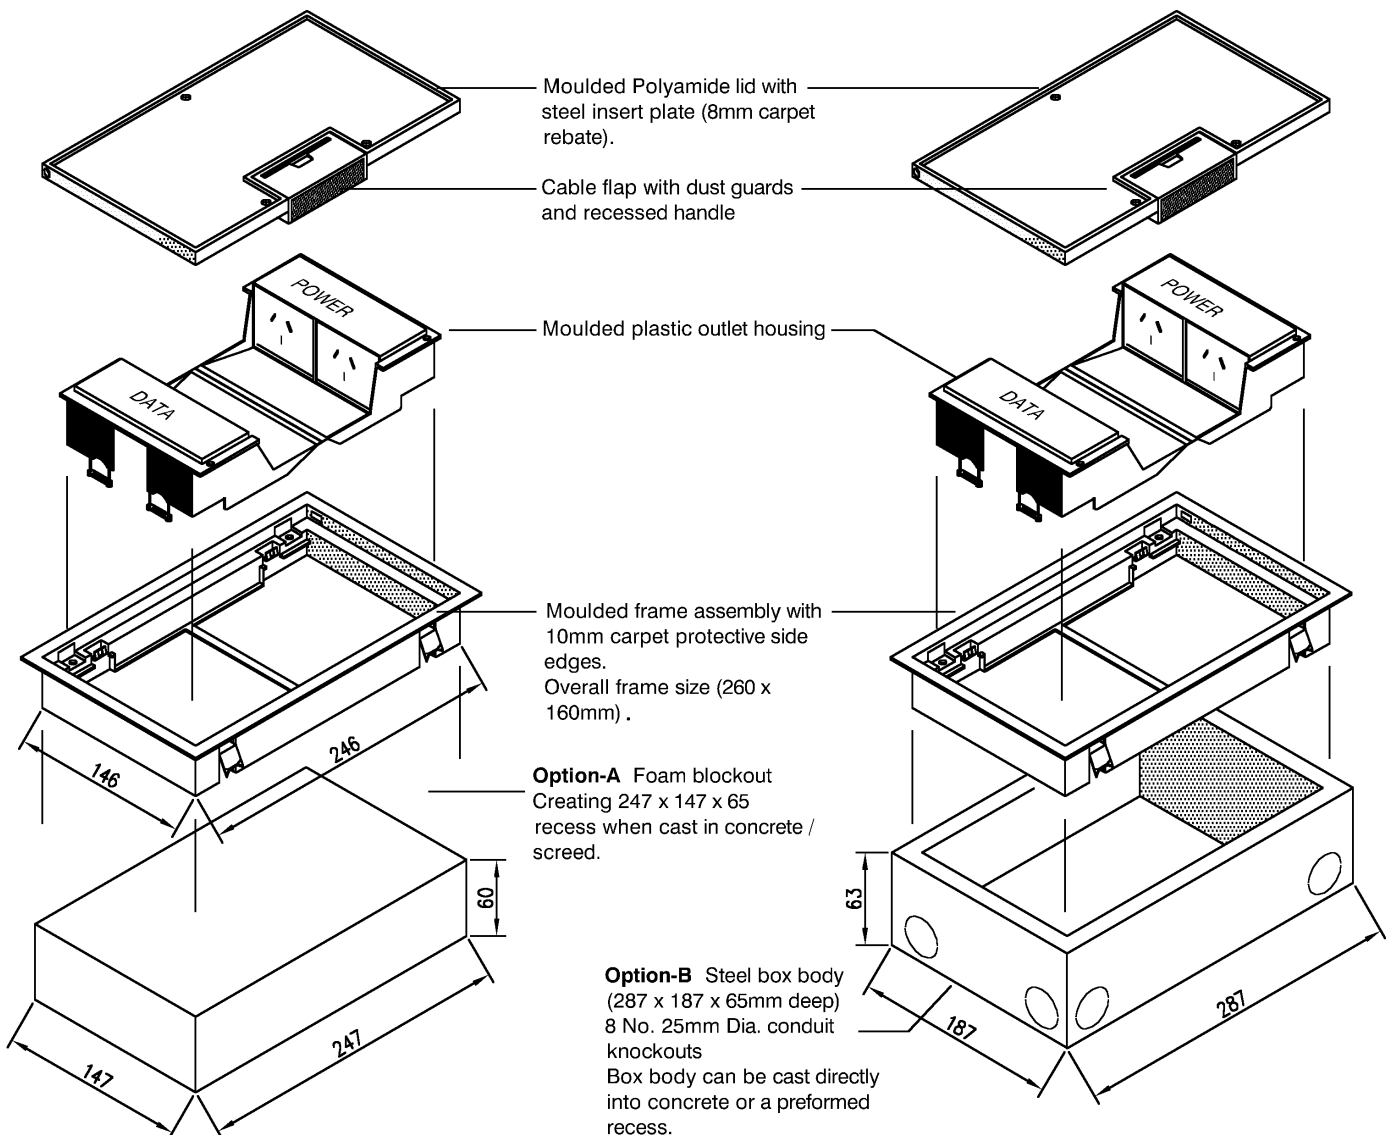 Moulded Polyamide lid with
steel insert plate (8mm carpet
rebate).
Cable flap with dust guards
and recessed handle
POWER
POWER
Moulded plastic outlet housing
DATA
DATA
Moulded frame assembly with
10mm carpet protective side
edges.
Overall frame size (260 x
160mm) .
146
246
Option-A Foam blockout
Creating 247 x 147 x 65
recess when cast in concrete /
screed.
60
63
147
247
Option-B Steel box body
(287 x 187 x 65mm deep)
8 No. 25mm Dia. conduit
knockouts
Box body can be cast directly
into concrete or a preformed
recess.
187
287